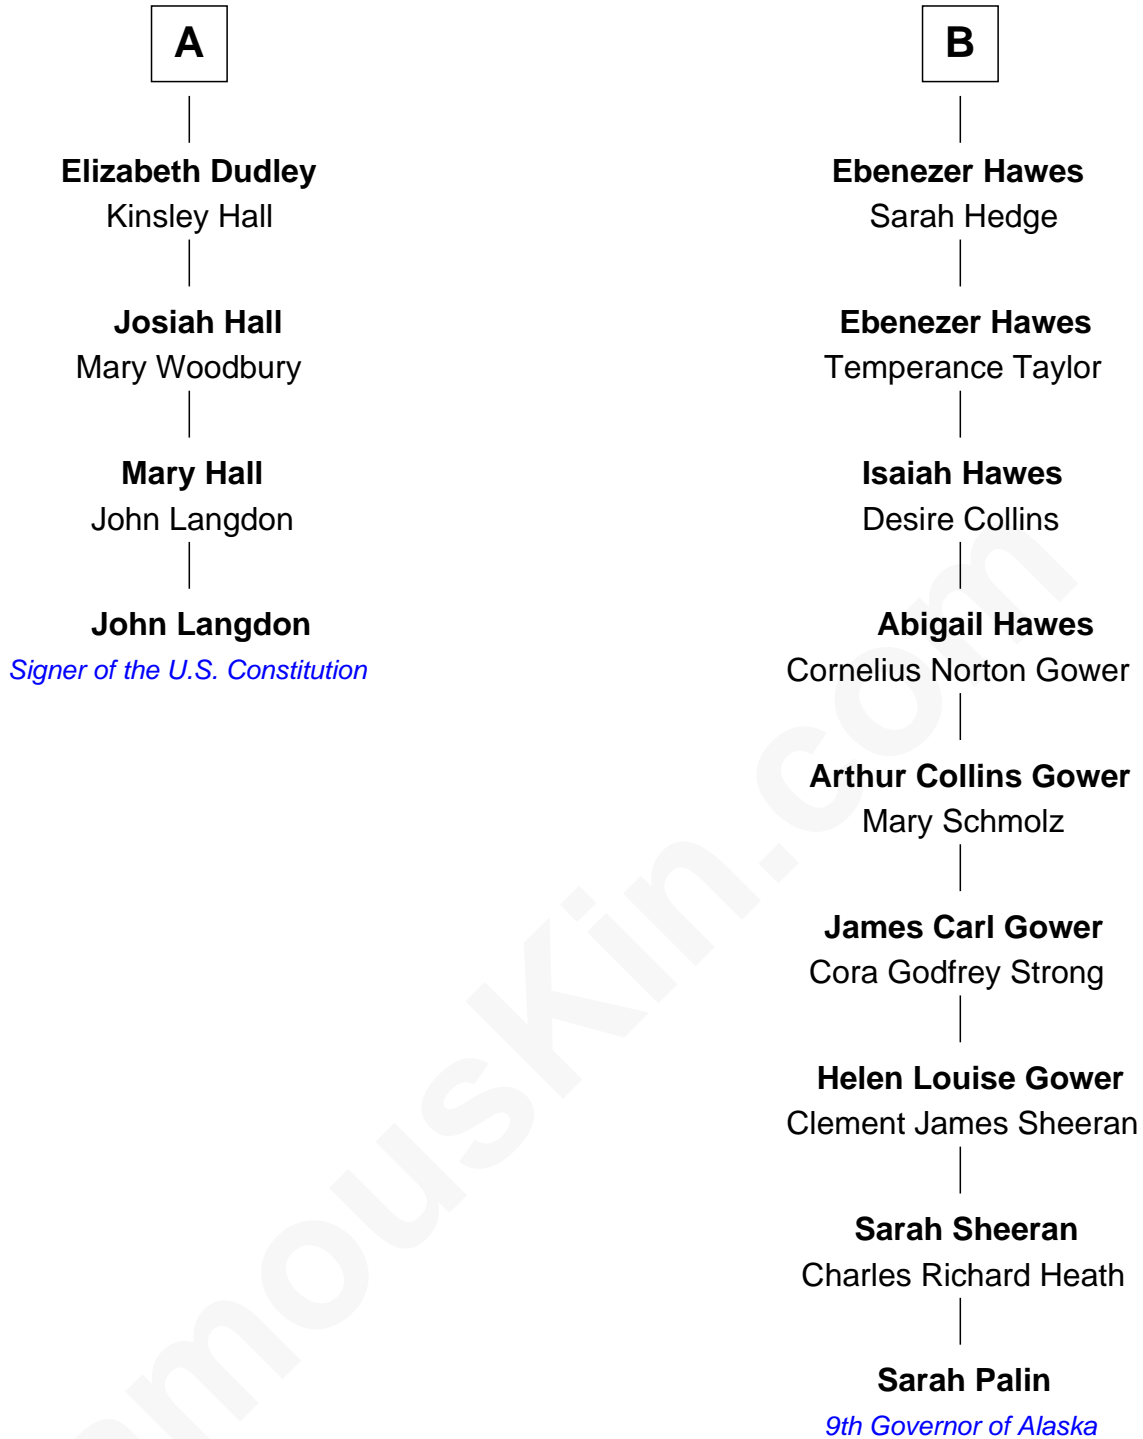 A
Elizabeth Dudley
Kinsley Hall
Josiah Hall
Mary Woodbury
Mary Hall
John Langdon
John Langdon
Signer of the U.S. Constitution
B
Ebenezer Hawes
Sarah Hedge
Ebenezer Hawes
Temperance Taylor
Isaiah Hawes
Desire Collins
Abigail Hawes
Cornelius Norton Gower
Arthur Collins Gower
Mary Schmolz
James Carl Gower
Cora Godfrey Strong
Helen Louise Gower
Clement James Sheeran
Sarah Sheeran
Charles Richard Heath
Sarah Palin
9th Governor of Alaska
amouskin.com